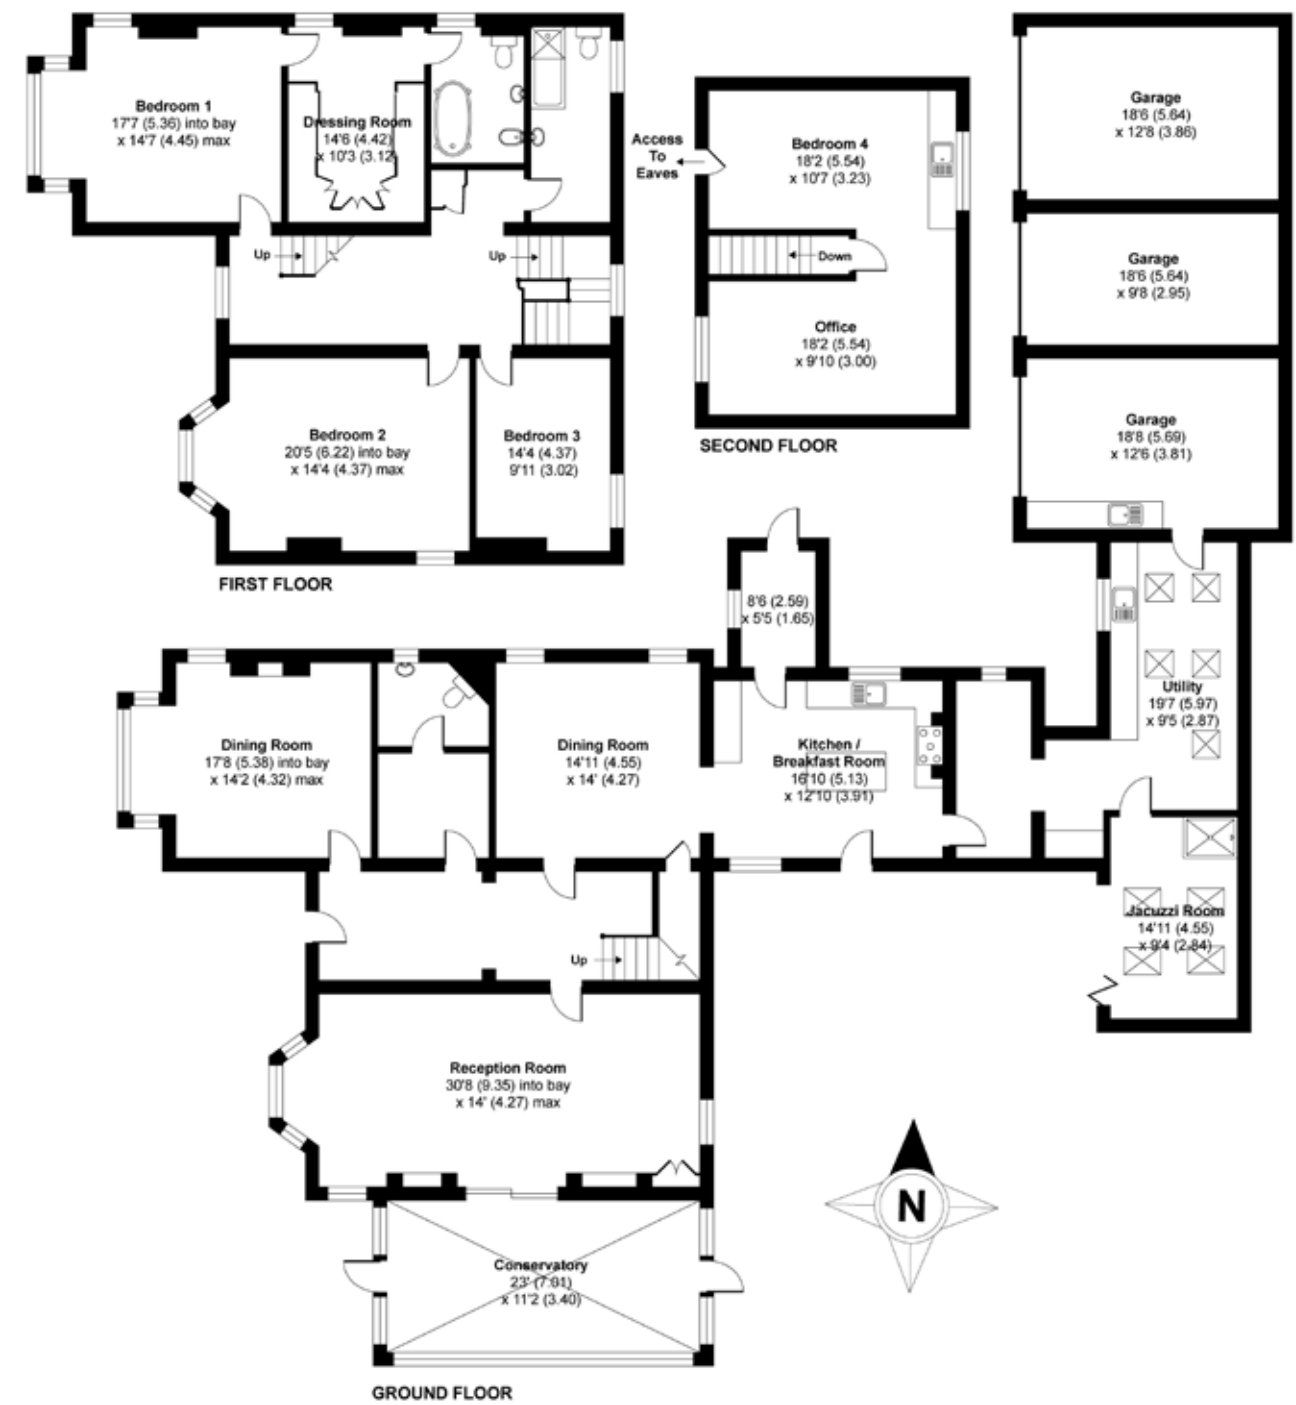 Bedroom 1
17'7 (5.36) into bay
x 14'7 (4.45) max
Dressing Room
14'6 (4.42)
x 10'3 (3.12
Up
Up
Bedroom 2
20'5 (6.22) into bay
x 14'4 (4.37) max
Bedroom 3
14'4 (4.37)
9'11 (3.02)
FIRST FLOOR
Access
To
Eaves
Bedroom 4
18'2 (5.54)
x 10'7 (3.23)
Down
Office
18'2 (5.54)
x 9'10 (3.00)
SECOND FLOOR
Garage
18'6 (5.64)
x 12'8 (3.86)
Garage
18'6 (5.64)
x 9'8 (2.95)
Garage
18'8 (5.69)
x 12'6 (3.81)
8'6 (2.59)
x 5'5 (1.65)
Dining Room
17'8 (5.38) into bay
x 14'2 (4.32) max
Dining Room
14'11 (4.55)
x 14' (4.27)
Kitchen /
Breakfast Room
16'10 (5.13)
x 12'10 (3.91)
Utility
19'7 (5.97)
x 9'5 (2.87)
Jacuzzi Room
14'11 (4.55)
x 9'4 (2.84)
Up
Reception Room
30'8 (9.35) into bay
x 14' (4.27) max
Conservatory
23' (7.01)
x 11'2 (3.40)
GROUND FLOOR
N